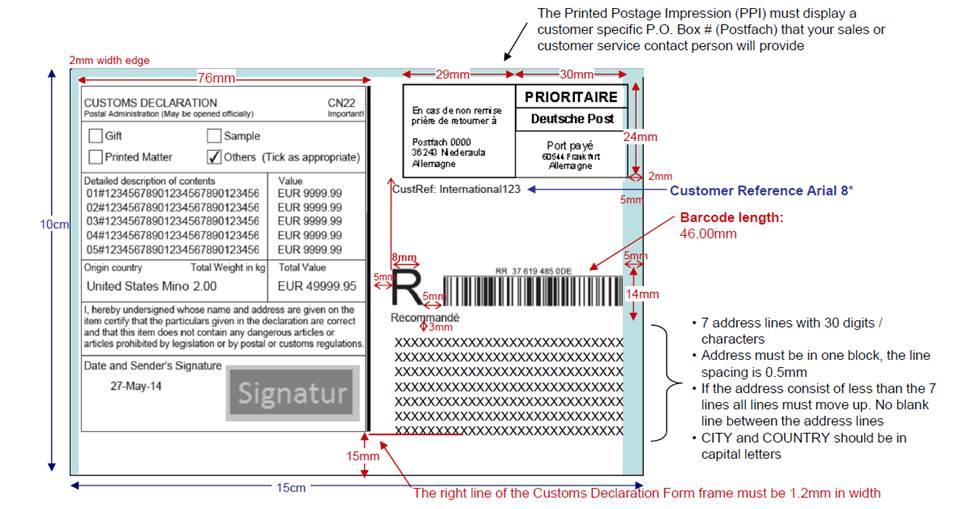 The Printed Postage Impression (PPI) must display a
customer specific P.O. Box # (Postfach) that your sales or
customer service contact person will provide
2mm width edge
76mm
29mm
30mm
CUSTOMS DECLARATION
CN22
Postal Administration (May be opened officially)
Important!
Gift
Sample
Printed Matter
Others (Tick as appropriate)
Detailed description of contents
Value
01#12345678901234567890123456
EUR 9999.99
02#12345678901234567890123456
EUR 9999.99
03#12345678901234567890123456
EUR 9999.99
04#12345678901234567890123456
EUR 9999.99
05#12345678901234567890123456
EUR 9999.99
Origin country
Total Weight in kg
Total Value
United States Mino 2.00
EUR 49999.95
I, hereby undersigned whose name and address are given on the
item certify that the particulars given in the declaration are correct
and that this item does not contain any dangerous articles or
articles prohibited by legislation or by postal or customs regulations.
Date and Sender's Signature
27-May-14
Signatur
10cm
15mm
15cm
En cas de non remise
prière de retourner à
Postfach 0000
36243 Niederaula
Allemagne
PRIORITAIRE
Deutsche Post
Port payé
60544 Frankfurt
Allemagne
24mm
2mm
CustRef: International123
Customer Reference Arial 8*
5mm
Barcode length:
46.00mm
8mm
5mm
RR 37 619 485 0DE
5mm
R
5mm
14mm
Recommandé
3mm
XXXXXXXXXXXXXXXXXXXXXXXXXXXXXX
XXXXXXXXXXXXXXXXXXXXXXXXXXXXXX
XXXXXXXXXXXXXXXXXXXXXXXXXXXXXX
XXXXXXXXXXXXXXXXXXXXXXXXXXXXXX
XXXXXXXXXXXXXXXXXXXXXXXXXXXXXX
XXXXXXXXXXXXXXXXXXXXXXXXXXXXXX
XXXXXXXXXXXXXXXXXXXXXXXXXXXXXX
• 7 address lines with 30 digits /
characters
• Address must be in one block, the line
spacing is 0.5mm
• If the address consist of less than the 7
lines all lines must move up. No blank
line between the address lines
• CITY and COUNTRY should be in
capital letters
The right line of the Customs Declaration Form frame must be 1.2mm in width